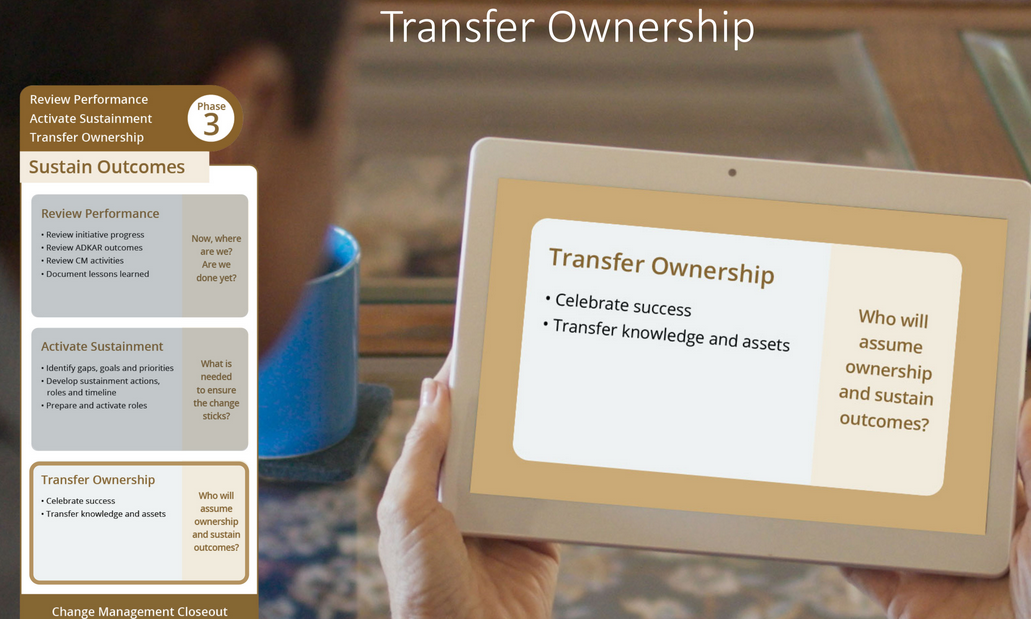 Transfer Ownership
Review Performance
Activate Sustainment
Transfer Ownership
Phase
3
Sustain Outcomes
Review Performance
• Review initiative progress
• Review ADKAR outcomes
• Review CM activities
• Document lessons learned
Now, where
are we?
Are we
done yet?
Activate Sustainment
• Identify gaps, goals and priorities
• Develop sustainment actions,
roles and timeline
• Prepare and activate roles
What is
needed
to ensure
the change
sticks?
Transfer Ownership
• Celebrate success
• Transfer knowledge and assets
Who will
assume
ownership
and sustain
outcomes?
Change Management Closeout
Transfer Ownership
• Celebrate success
• Transfer knowledge and assets
Who will
assume
ownership
and sustain
outcomes?